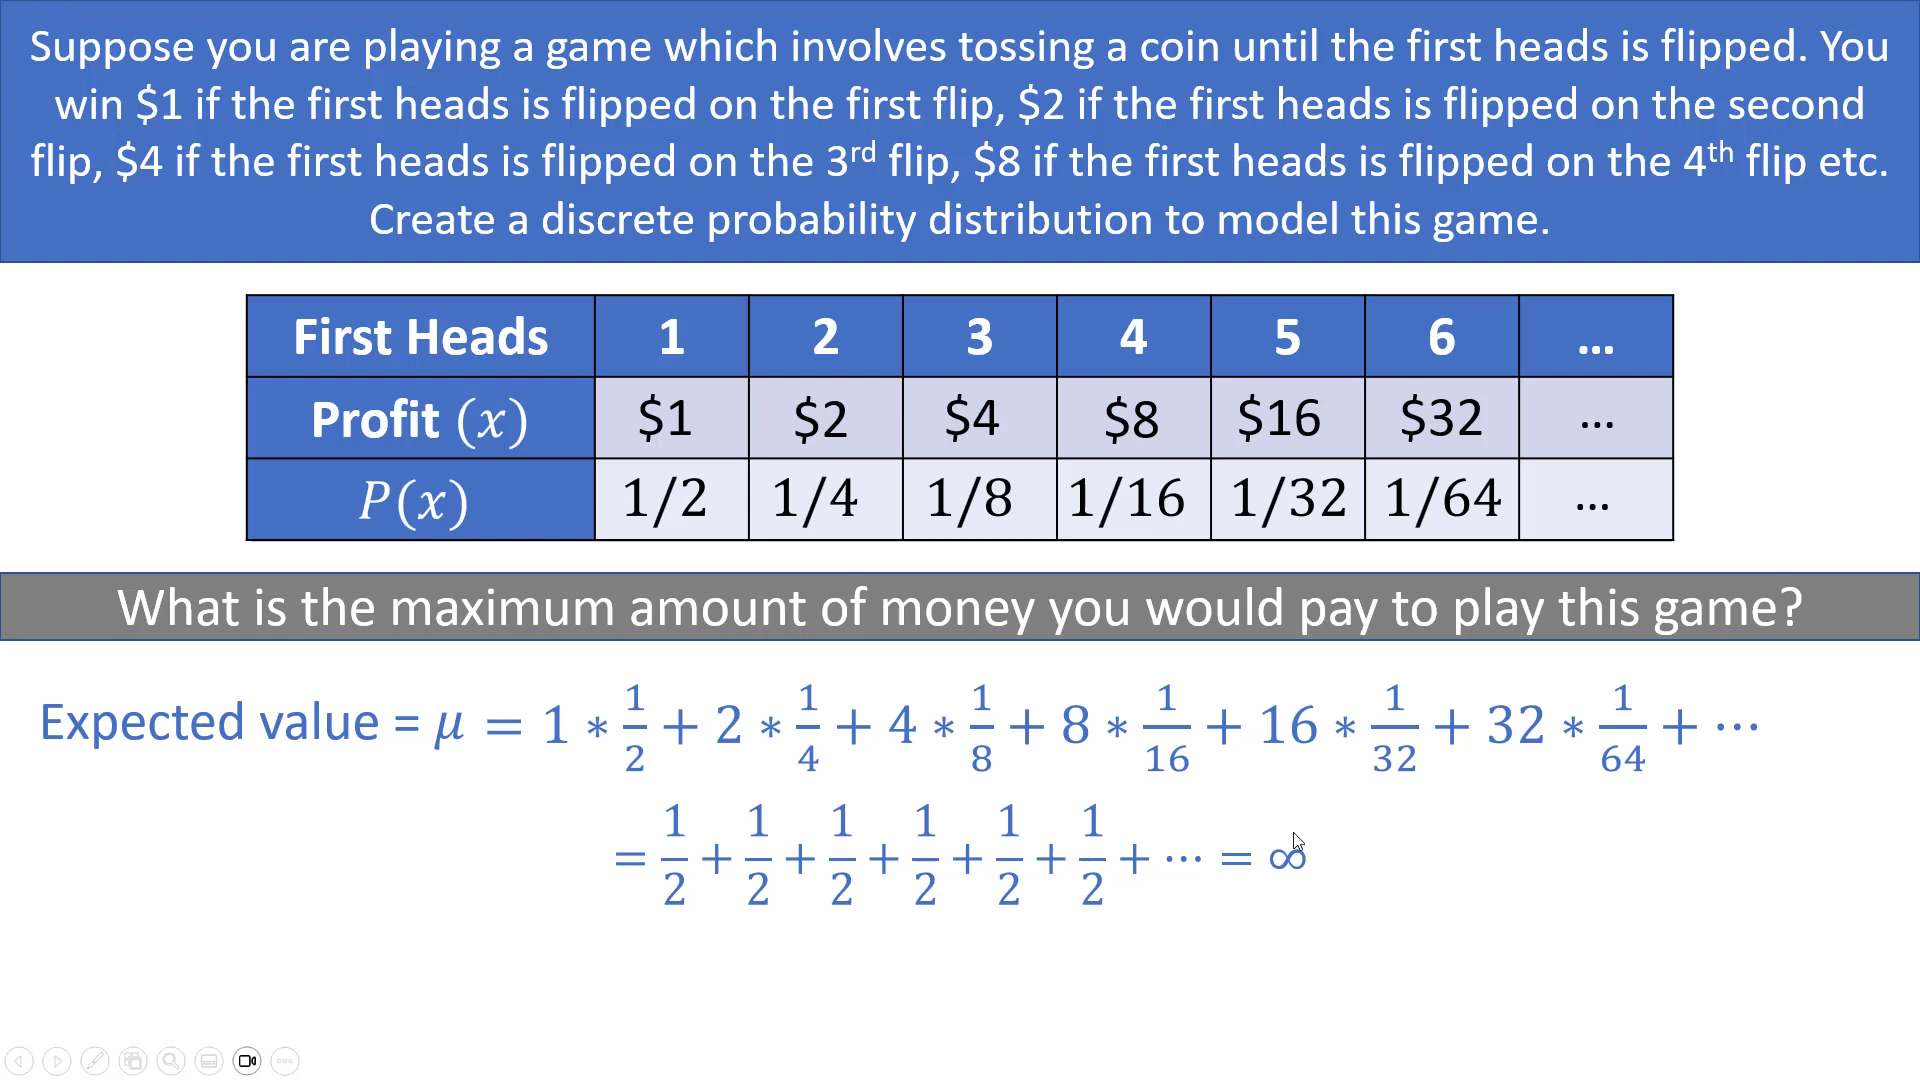 Suppose you are playing a game which involves tossing a coin until the first heads is flipped. You
win $1 if the first heads is flipped on the first flip, $2 if the first heads is flipped on the second
flip, $4 if the first heads is flipped on the 3rd flip, $8 if the first heads is flipped on the 4th flip etc.
Create a discrete probability distribution to model this game.
First Heads 1 2 3 4 5 6 ...
Profit (x) $1 $2 $4 $8 $16 $32 ...
P(x) 1/2 1/4 1/8 1/16 1/32 1/64 ...
What is the maximum amount of money you would pay to play this game?
Expected value = μ = 1 * 1/2 + 2 * 1/4 + 4 * 1/8 + 8 * 1/16 + 16 * 1/32 + 32 * 1/64 + ⋯
= 1/2 + 1/2 + 1/2 + 1/2 + 1/2 + 1/2 + ⋯ = ∞